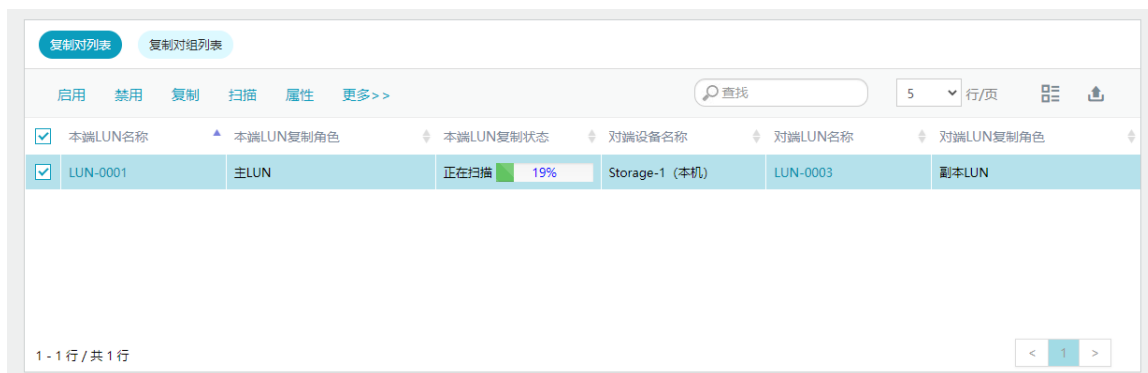 复制对列表 复制对组列表
启用 禁用 复制 扫描 属性 更多>> 查找 5 行/页
本端LUN名称 本端LUN复制角色 本端LUN复制状态 对端设备名称 对端LUN名称 对端LUN复制角色
LUN-0001 主LUN 正在扫描 19% Storage-1（本机） LUN-0003 副本LUN
1 - 1 行 / 共 1 行 < 1 >